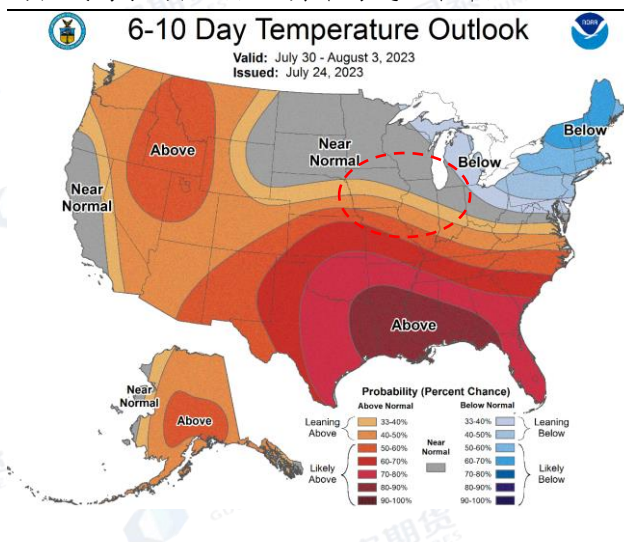 6-10 Day Temperature Outlook
NOAA
Valid: July 30 - August 3, 2023
Issued: July 24, 2023
Above
Near
Normal
Below
Below
Near
Normal
Above
Near
Normal
Above
Probability (Percent Chance)
Above Normal
Below Normal
Leaning
Above
33-40%
40-50%
Likely
Above
50-60%
60-70%
70-80%
80-90%
90-100%
Near
Normal
33-40%
40-50%
Leaning
Below
50-60%
60-70%
70-80%
80-90%
90-100%
Likely
Below
期货